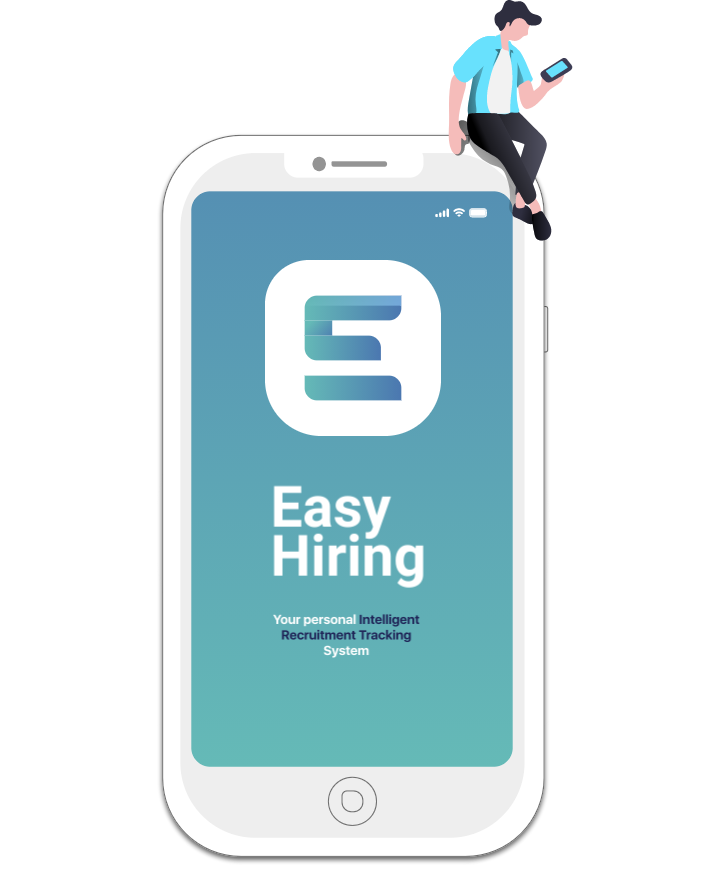 Easy
Hiring
Your personal Intelligent
Recruitment Tracking
System